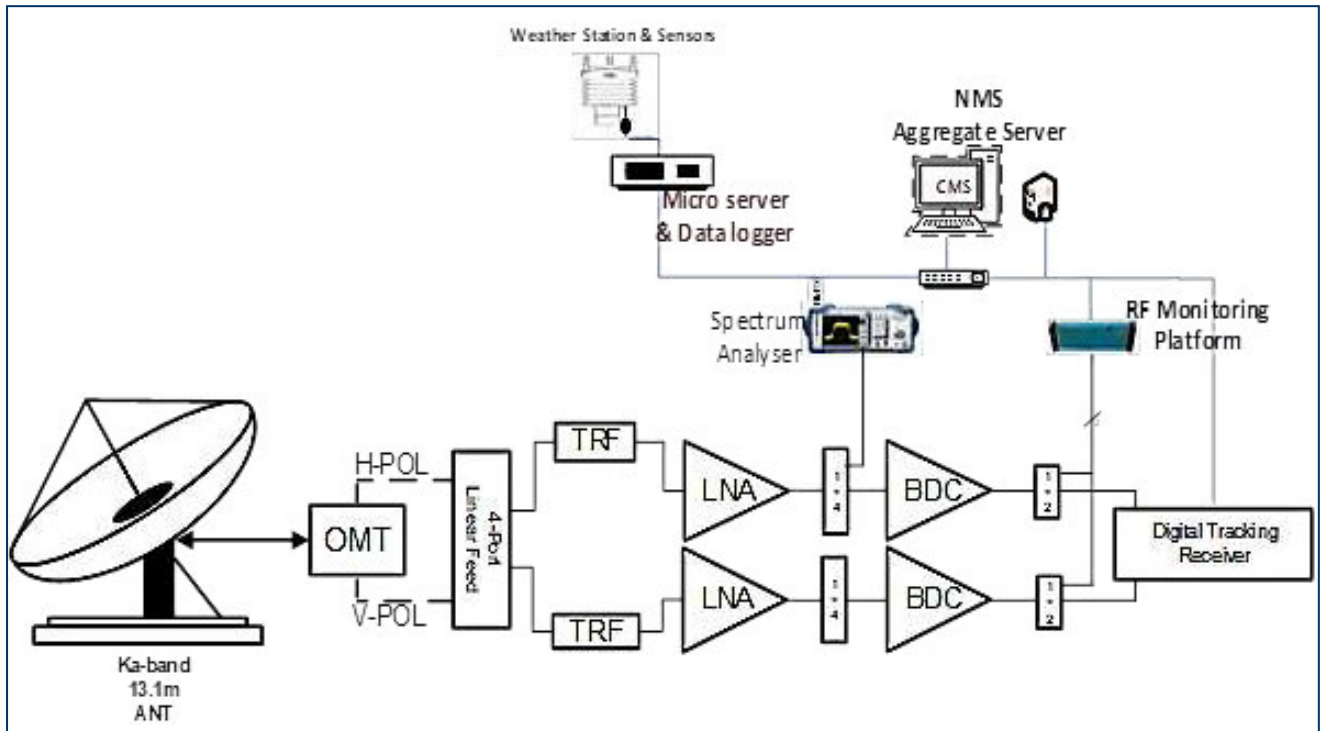 Weather Station & Sensors
NMS
Aggregate Server
CMS
Micro server
& Data logger
Spectrum
Analyser
RF Monitoring
Platform
H-POL
TRF
LNA
1*4
BDC
1*2
OMT
4-Port
Linear Feed
Digital Tracking
Receiver
V-POL
TRF
LNA
1*4
BDC
1*2
Ka-band
13.1m
ANT